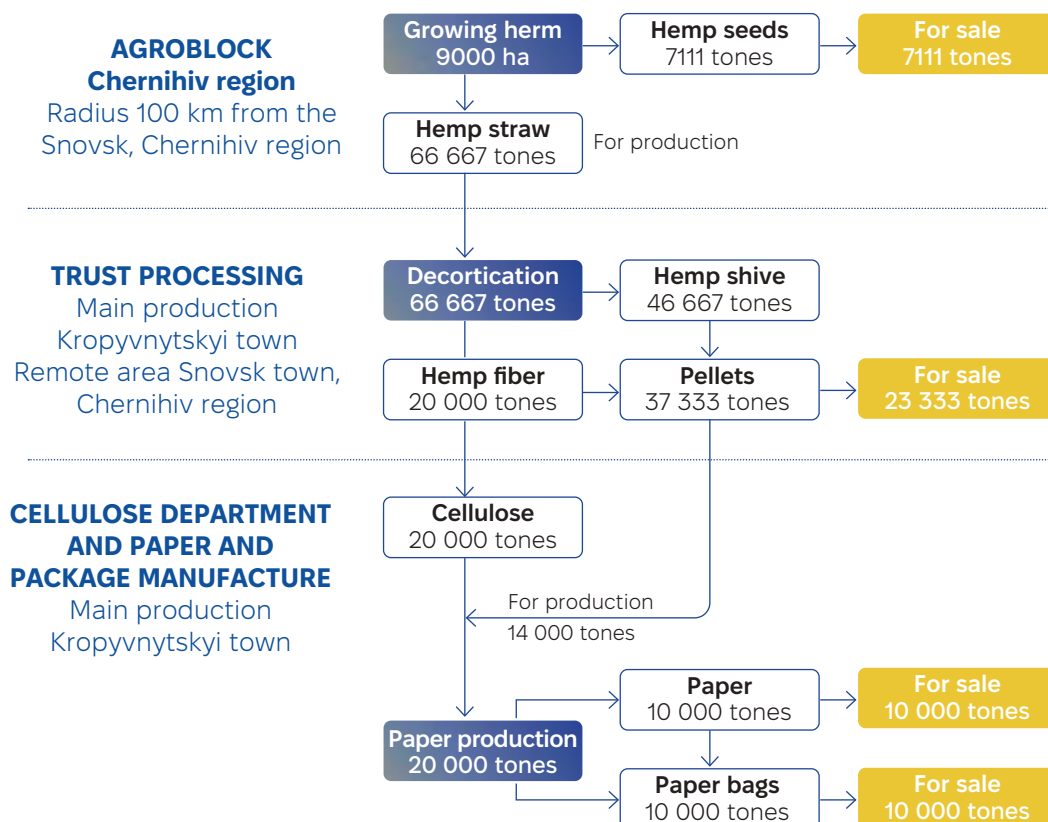 AGROBLOCK
Chernihiv region
Radius 100 km from the
Snovsk, Chernihiv region
Growing herm
9000 ha
Hemp seeds
7111 tones
For sale
7111 tones
Hemp straw
66 667 tones
For production
TRUST PROCESSING
Main production
Kropyvnytskyi town
Remote area Snovsk town,
Chernihiv region
Decortication
66 667 tones
Hemp shive
46 667 tones
Hemp fiber
20 000 tones
Pellets
37 333 tones
For sale
23 333 tones
CELLULOSE DEPARTMENT
AND PAPER AND
PACKAGE MANUFACTURE
Main production
Kropyvnytskyi town
Cellulose
20 000 tones
For production
14 000 tones
Paper production
20 000 tones
Paper
10 000 tones
For sale
10 000 tones
Paper bags
10 000 tones
For sale
10 000 tones